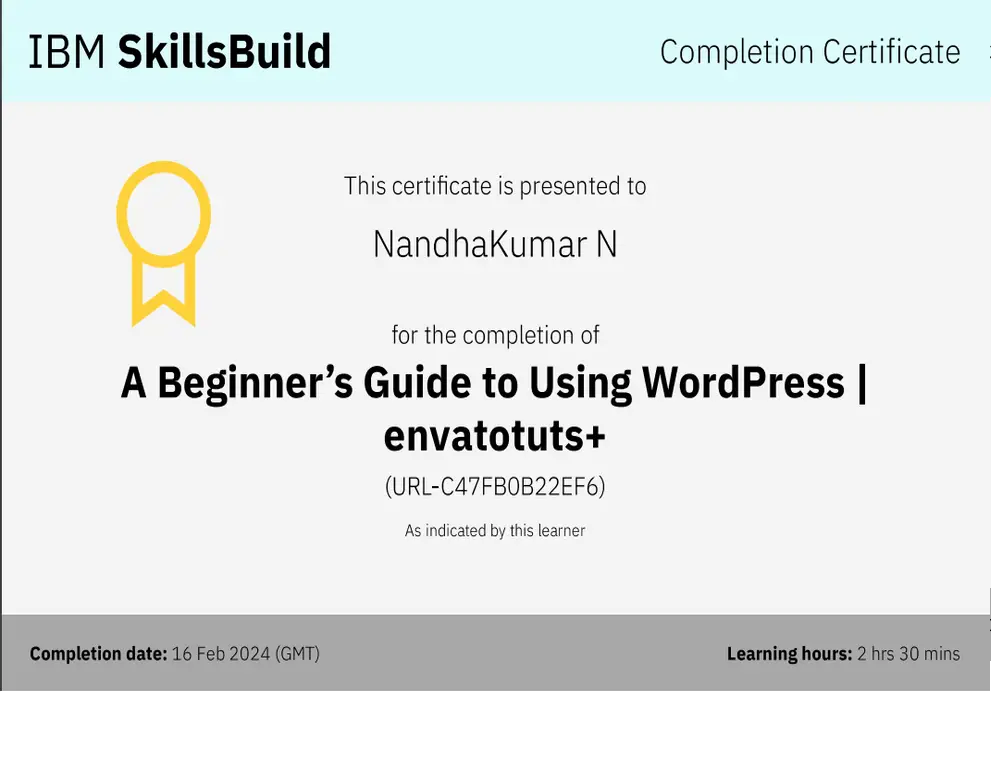 IBM SkillsBuild
Completion Certificate
This certificate is presented to
NandhaKumar N
for the completion of
A Beginner’s Guide to Using WordPress |
envatotuts+
(URL-C47FB0B22EF6)
As indicated by this learner
Completion date: 16 Feb 2024 (GMT)
Learning hours: 2 hrs 30 mins